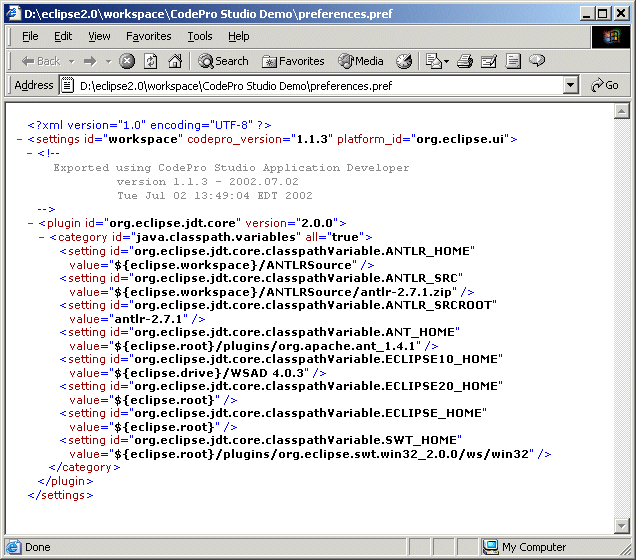 D:\eclipse2.0\workspace\CodePro Studio Demo\preferences.pref
File Edit View Favorites Tools Help
Back Search Favorites Media
Address D:\eclipse2.0\workspace\CodePro Studio Demo\preferences.pref Go
<?xml version="1.0" encoding="UTF-8" ?>
- <settings id="workspace" codepro_version="1.1.3" platform_id="org.eclipse.ui">
- <!--
Exported using CodePro Studio Application Developer
version 1.1.3 - 2002.07.02
Tue Jul 02 13:49:04 EDT 2002
-->
- <plugin id="org.eclipse.jdt.core" version="2.0.0">
- <category id="java.classpath.variables" all="true">
<setting id="org.eclipse.jdt.core.classpathVariable.ANTLR_HOME"
value="${eclipse.workspace}/ANTLRSource" />
<setting id="org.eclipse.jdt.core.classpathVariable.ANTLR_SRC"
value="${eclipse.workspace}/ANTLRSource/antlr-2.7.1.zip" />
<setting id="org.eclipse.jdt.core.classpathVariable.ANTLR_SRCROOT"
value="antlr-2.7.1" />
<setting id="org.eclipse.jdt.core.classpathVariable.ANT_HOME"
value="${eclipse.root}/plugins/org.apache.ant_1.4.1" />
<setting id="org.eclipse.jdt.core.classpathVariable.ECLIPSE10_HOME"
value="${eclipse.drive}/WSAD 4.0.3" />
<setting id="org.eclipse.jdt.core.classpathVariable.ECLIPSE20_HOME"
value="${eclipse.root}" />
<setting id="org.eclipse.jdt.core.classpathVariable.ECLIPSE_HOME"
value="${eclipse.root}" />
<setting id="org.eclipse.jdt.core.classpathVariable.SWT_HOME"
value="${eclipse.root}/plugins/org.eclipse.swt.win32_2.0.0/ws/win32" />
</category>
</plugin>
</settings>
Done My Computer